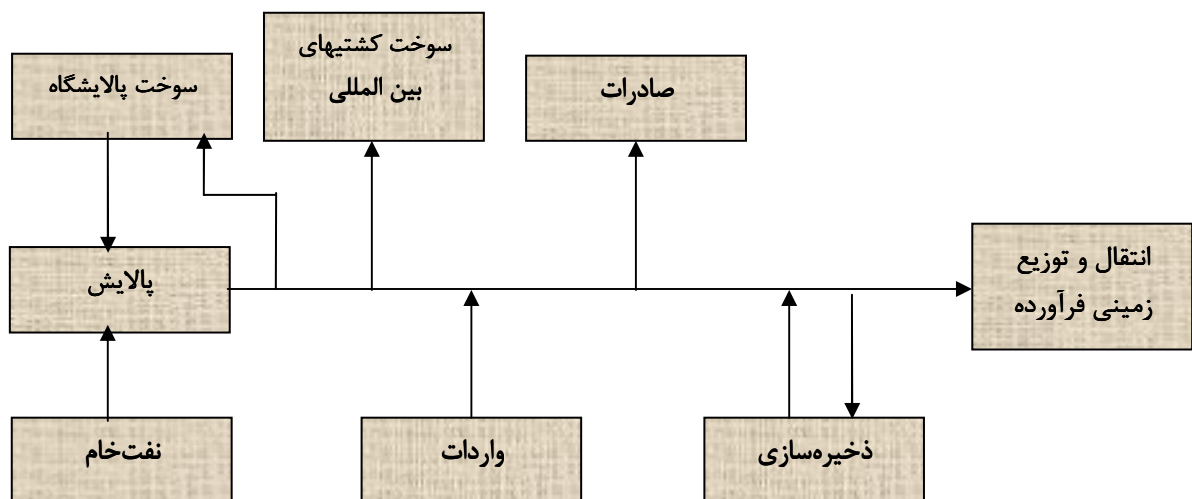 سوخت پالایشگاه
سوخت کشتیهای
بین المللی
صادرات
پالایش
انتقال و توزیع
زمینی فرآورده
نفت‌خام
واردات
ذخیره‌سازی